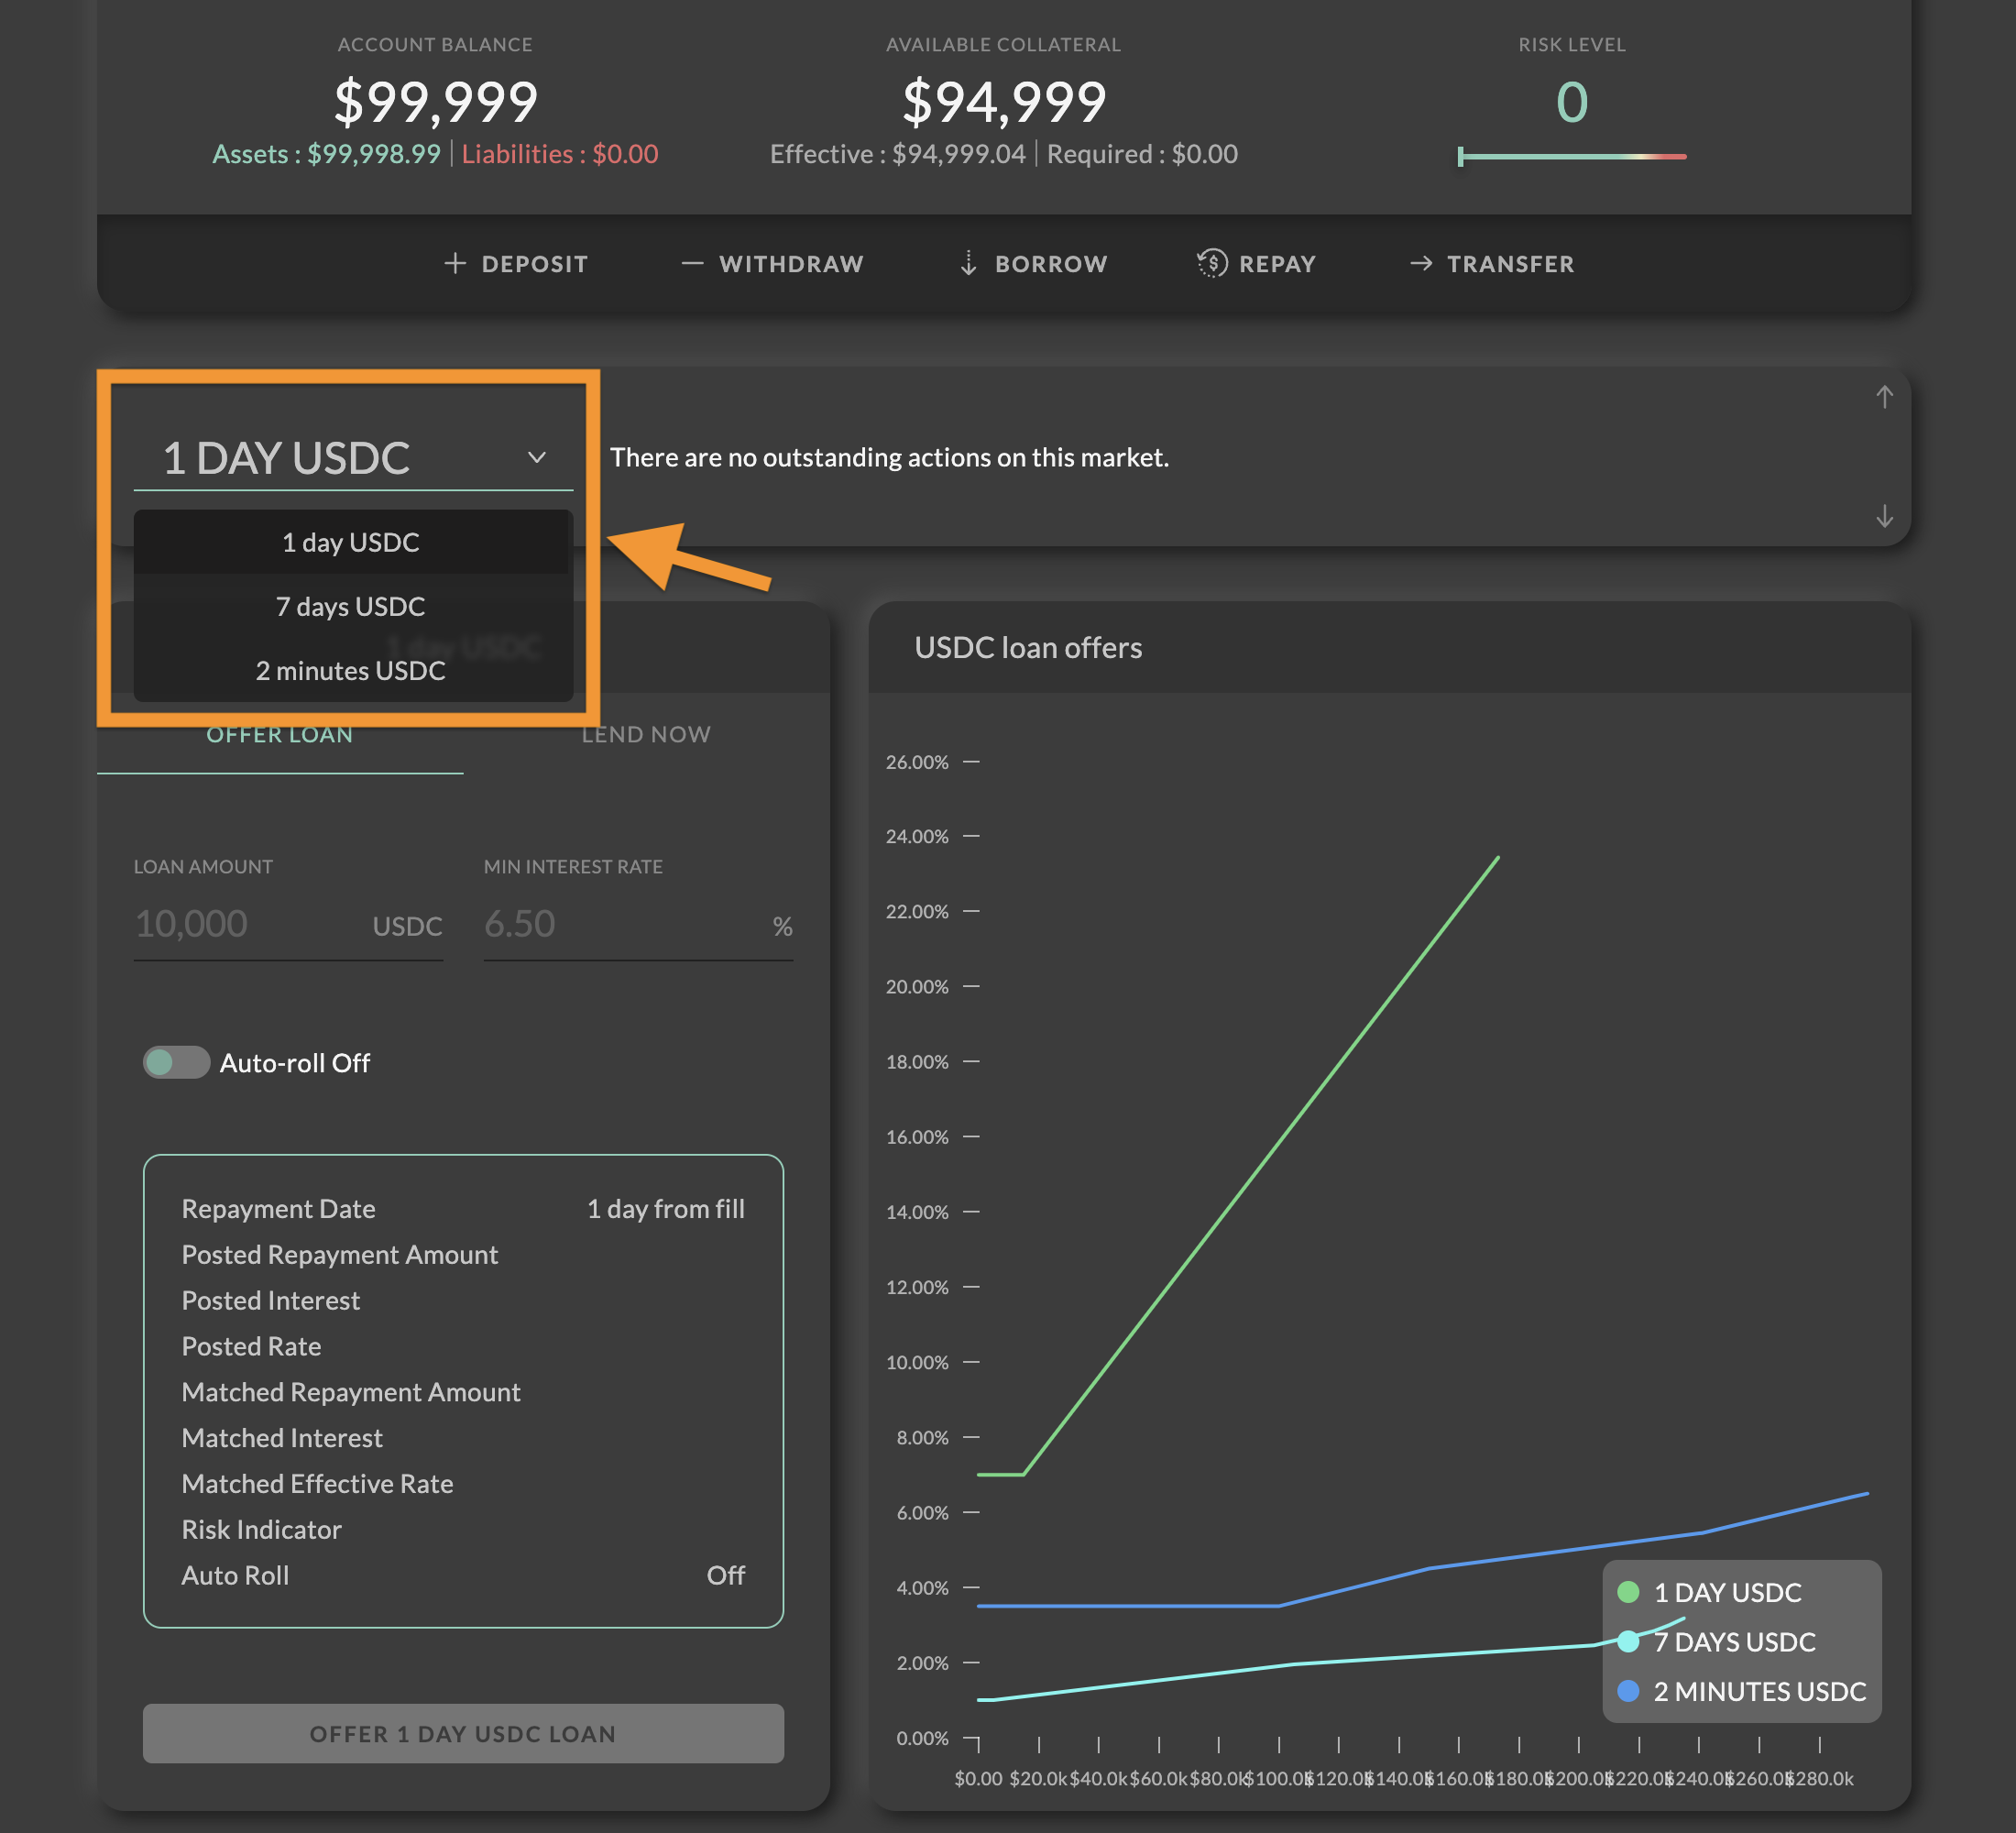 ACCOUNT BALANCE
$99,999
Assets : $99,998.99 | Liabilities : $0.00
AVAILABLE COLLATERAL
$94,999
Effective : $94,999.04 | Required : $0.00
RISK LEVEL
0
DEPOSIT
WITHDRAW
BORROW
REPAY
TRANSFER
1 DAY USDC
There are no outstanding actions on this market.
1 day USDC
7 days USDC
2 minutes USDC
1 day USDC
OFFER LOAN
LEND NOW
LOAN AMOUNT
10,000 USDC
MIN INTEREST RATE
6.50 %
Auto-roll Off
Repayment Date 1 day from fill
Posted Repayment Amount
Posted Interest
Posted Rate
Matched Repayment Amount
Matched Interest
Matched Effective Rate
Risk Indicator
Auto Roll Off
OFFER 1 DAY USDC LOAN
USDC loan offers
26.00%
24.00%
22.00%
20.00%
18.00%
16.00%
14.00%
12.00%
10.00%
8.00%
6.00%
4.00%
2.00%
0.00%
1 DAY USDC
7 DAYS USDC
2 MINUTES USDC
$0.00 $20.0k $40.0k $60.0k $80.0k $100.0k $120.0k $140.0k $160.0k $180.0k $200.0k $220.0k $240.0k $260.0k $280.0k